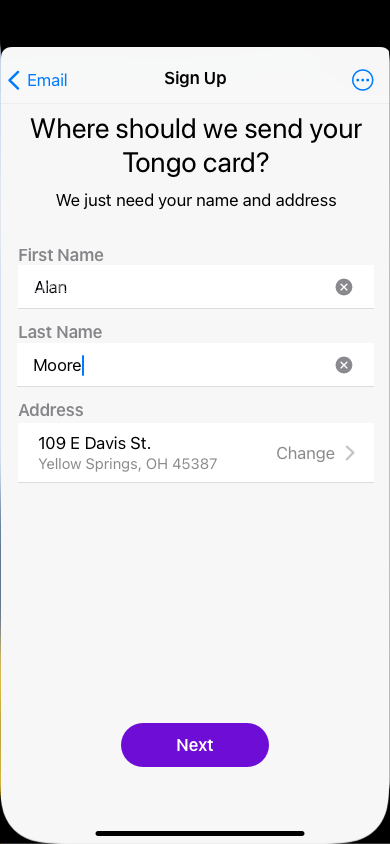 Email
Sign Up
Where should we send your
Tongo card?
We just need your name and address
First Name
Alan
Last Name
Moore
Address
109 E Davis St.
Yellow Springs, OH 45387
Change
Next